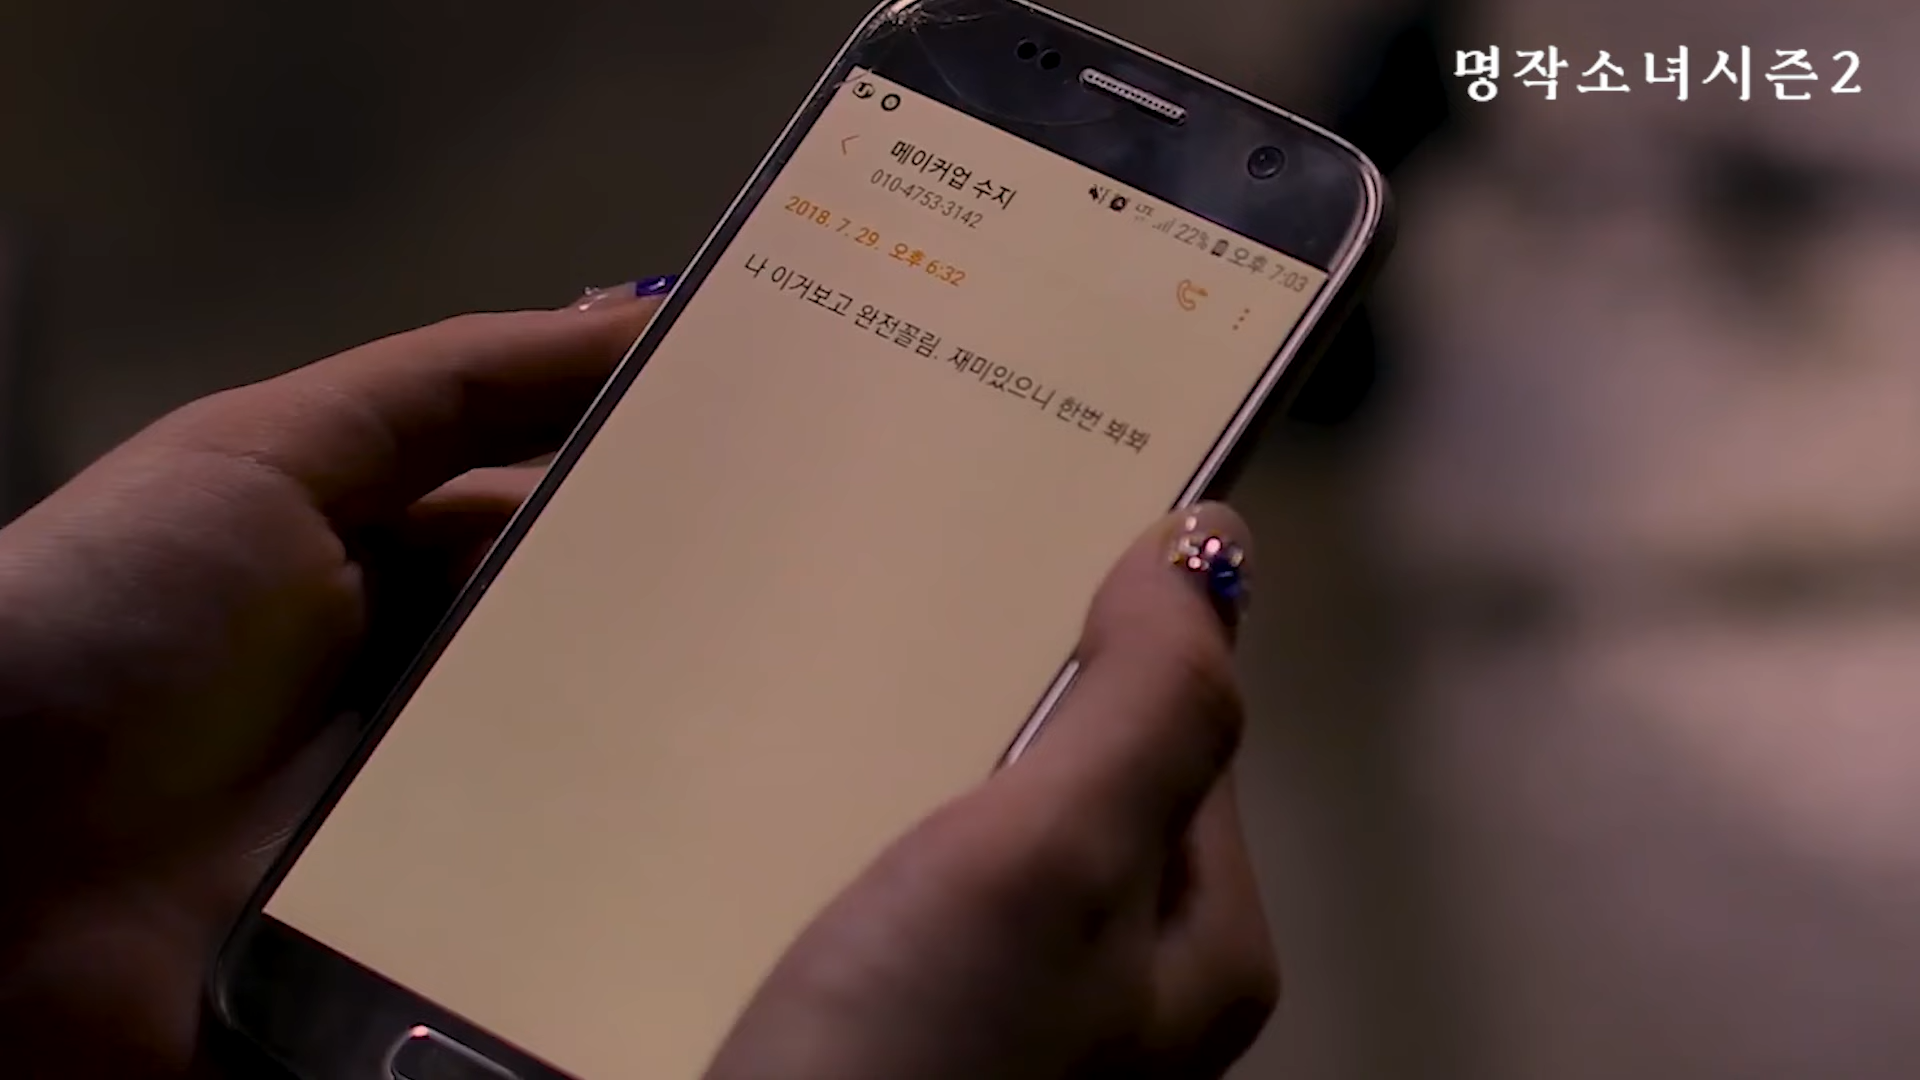 명작소녀시즌2
22% 오후 7:03
메이커업 수지
010-4753-3142
2018. 7. 29. 오후 6:32
나 이거보고 완전꼴림. 재미있으니 한번 봐봐